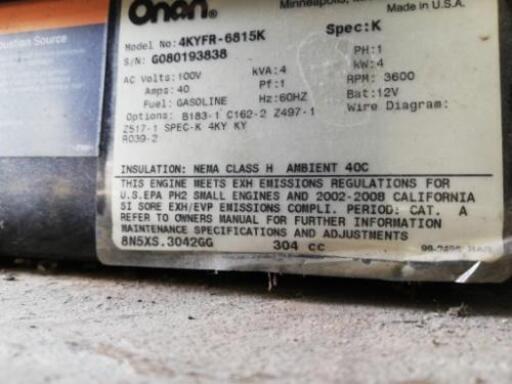 bustion Source
Onan®
Minneapolis,
Made in U.S.A.
Model No: 4KYFR-6815K
Spec: K
S/N: G080193838
PH: 1
AC Volts: 100V
kVA: 4
kW: 4
Amps: 40
Pf: 1
RPM: 3600
Fuel: GASOLINE
Hz: 60HZ
Bat: 12V
Options: B183-1 C162-2 Z497-1
Wire Diagram:
Z517-1 SPEC-K 4KY KY
A039-2
INSULATION: NEMA CLASS H AMBIENT 40C
THIS ENGINE MEETS EXH EMISSIONS REGULATIONS FOR
U.S.EPA PH2 SMALL ENGINES AND 2002-2008 CALIFORNIA
SI SORE EXH/EVP EMISSIONS COMPLI. PERIOD: CAT. A
REFER TO OWNERS MANUAL FOR FURTHER INFORMATION
MAINTENANCE SPECIFICATIONS AND ADJUSTMENTS
8N5XS.3042GG
304 cc